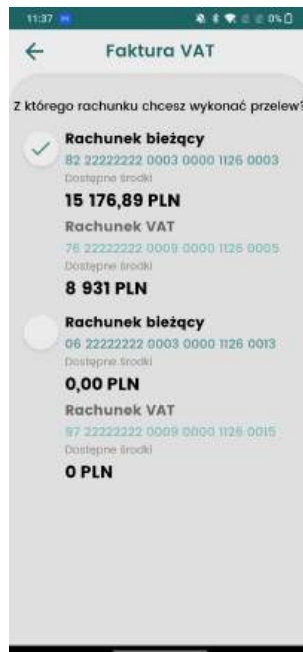 11:37
0%
Faktura VAT
Z którego rachunku chcesz wykonać przelew?
Rachunek bieżący
82 22222222 0003 0000 1126 0003
Dostępne środki
15 176,89 PLN
Rachunek VAT
76 22222222 0009 0000 1126 0005
Dostępne środki
8 931 PLN
Rachunek bieżący
06 22222222 0003 0000 1126 0013
Dostępne środki
0,00 PLN
Rachunek VAT
97 22222222 0009 0000 1126 0015
Dostępne środki
0 PLN